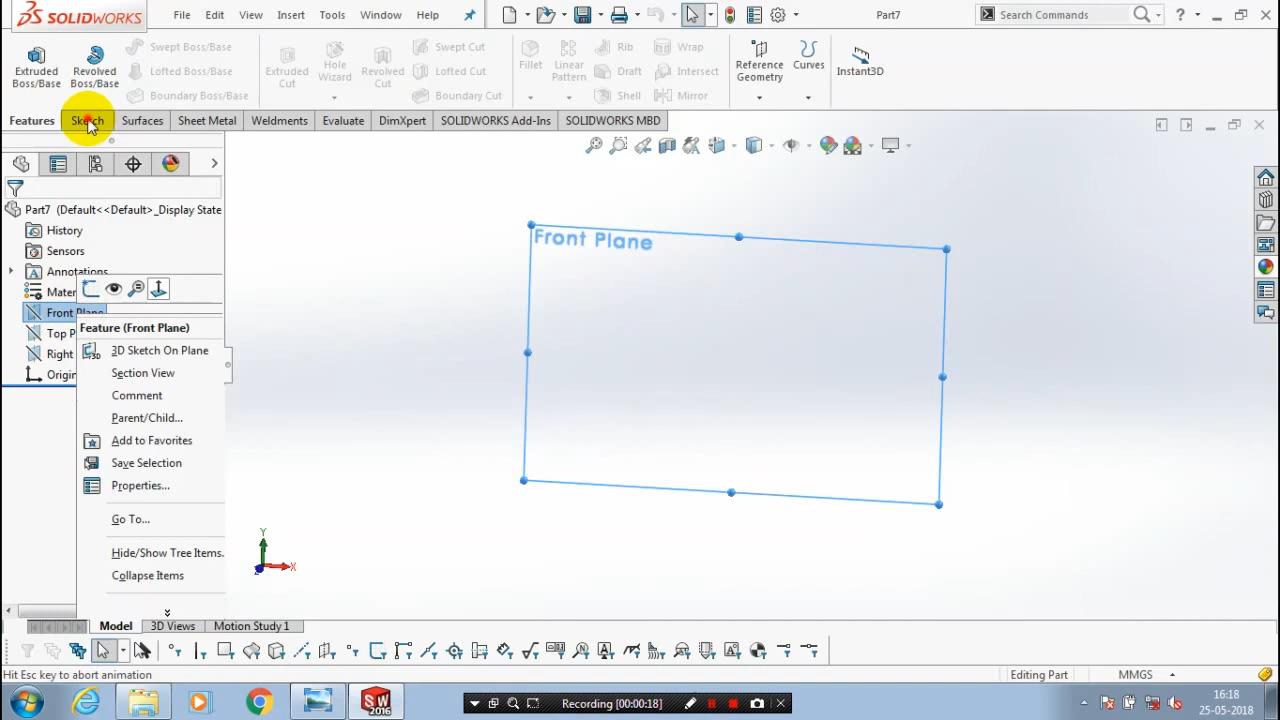 SOLIDWORKS File Edit View Insert Tools Window Help Part7 Search Commands ?
Extruded Boss/Base
Revolved Boss/Base
Swept Boss/Base
Lofted Boss/Base
Boundary Boss/Base
Extruded Cut
Hole Wizard
Revolved Cut
Swept Cut
Lofted Cut
Boundary Cut
Fillet
Linear Pattern
Rib
Draft
Shell
Wrap
Intersect
Mirror
Reference Geometry
Curves
Instant3D
Features Sketch Surfaces Sheet Metal Weldments Evaluate DimXpert SOLIDWORKS Add-Ins SOLIDWORKS MBD
Part7 (Default<<Default>_Display State
History
Sensors
Annotations
Mater
Front Plane
Top P
Right
Origin
Feature (Front Plane)
3D Sketch On Plane
Section View
Comment
Parent/Child...
Add to Favorites
Save Selection
Properties...
Go To...
Hide/Show Tree Items.
Collapse Items
Front Plane
Y
X
Z
Model 3D Views Motion Study 1
Hit Esc key to abort animation Editing Part MMGS
SW 2016
Recording [00:00:18]
16:18
25-05-2018